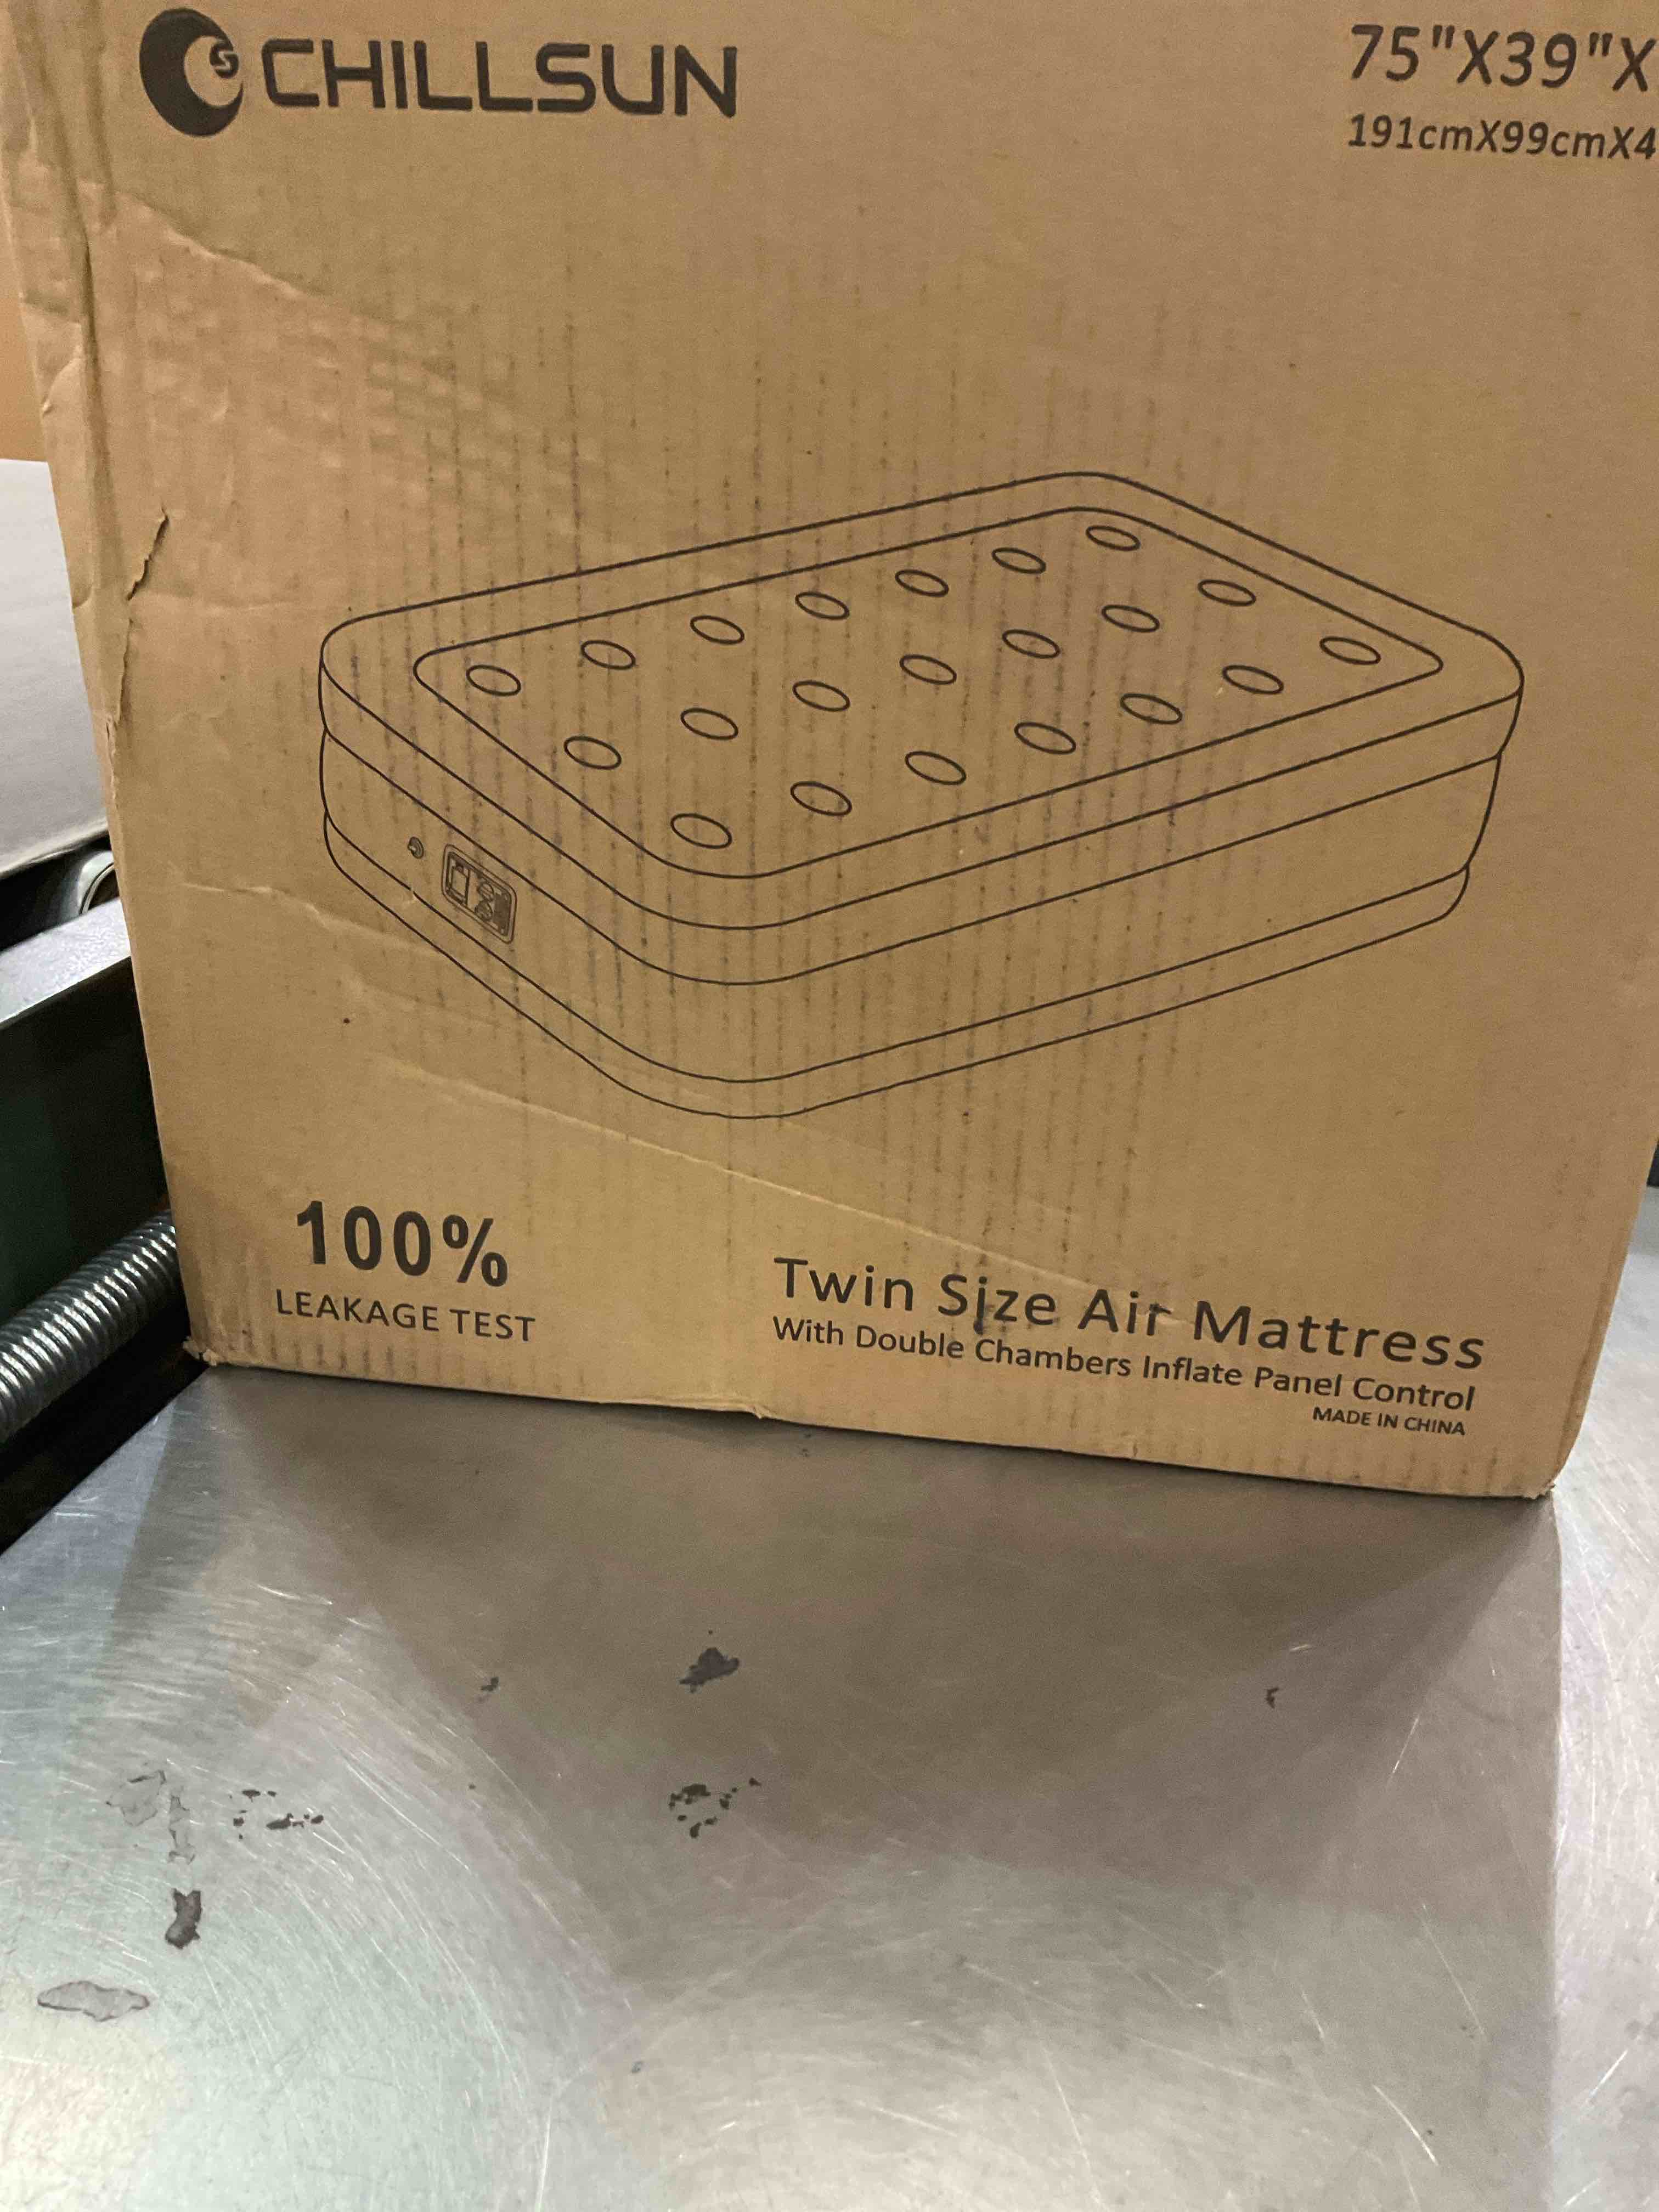 CHILLSUN
75"X39"X
191cmX99cmX4
100%
LEAKAGE TEST
Twin Size Air Mattress
With Double Chambers Inflate Panel Control
MADE IN CHINA